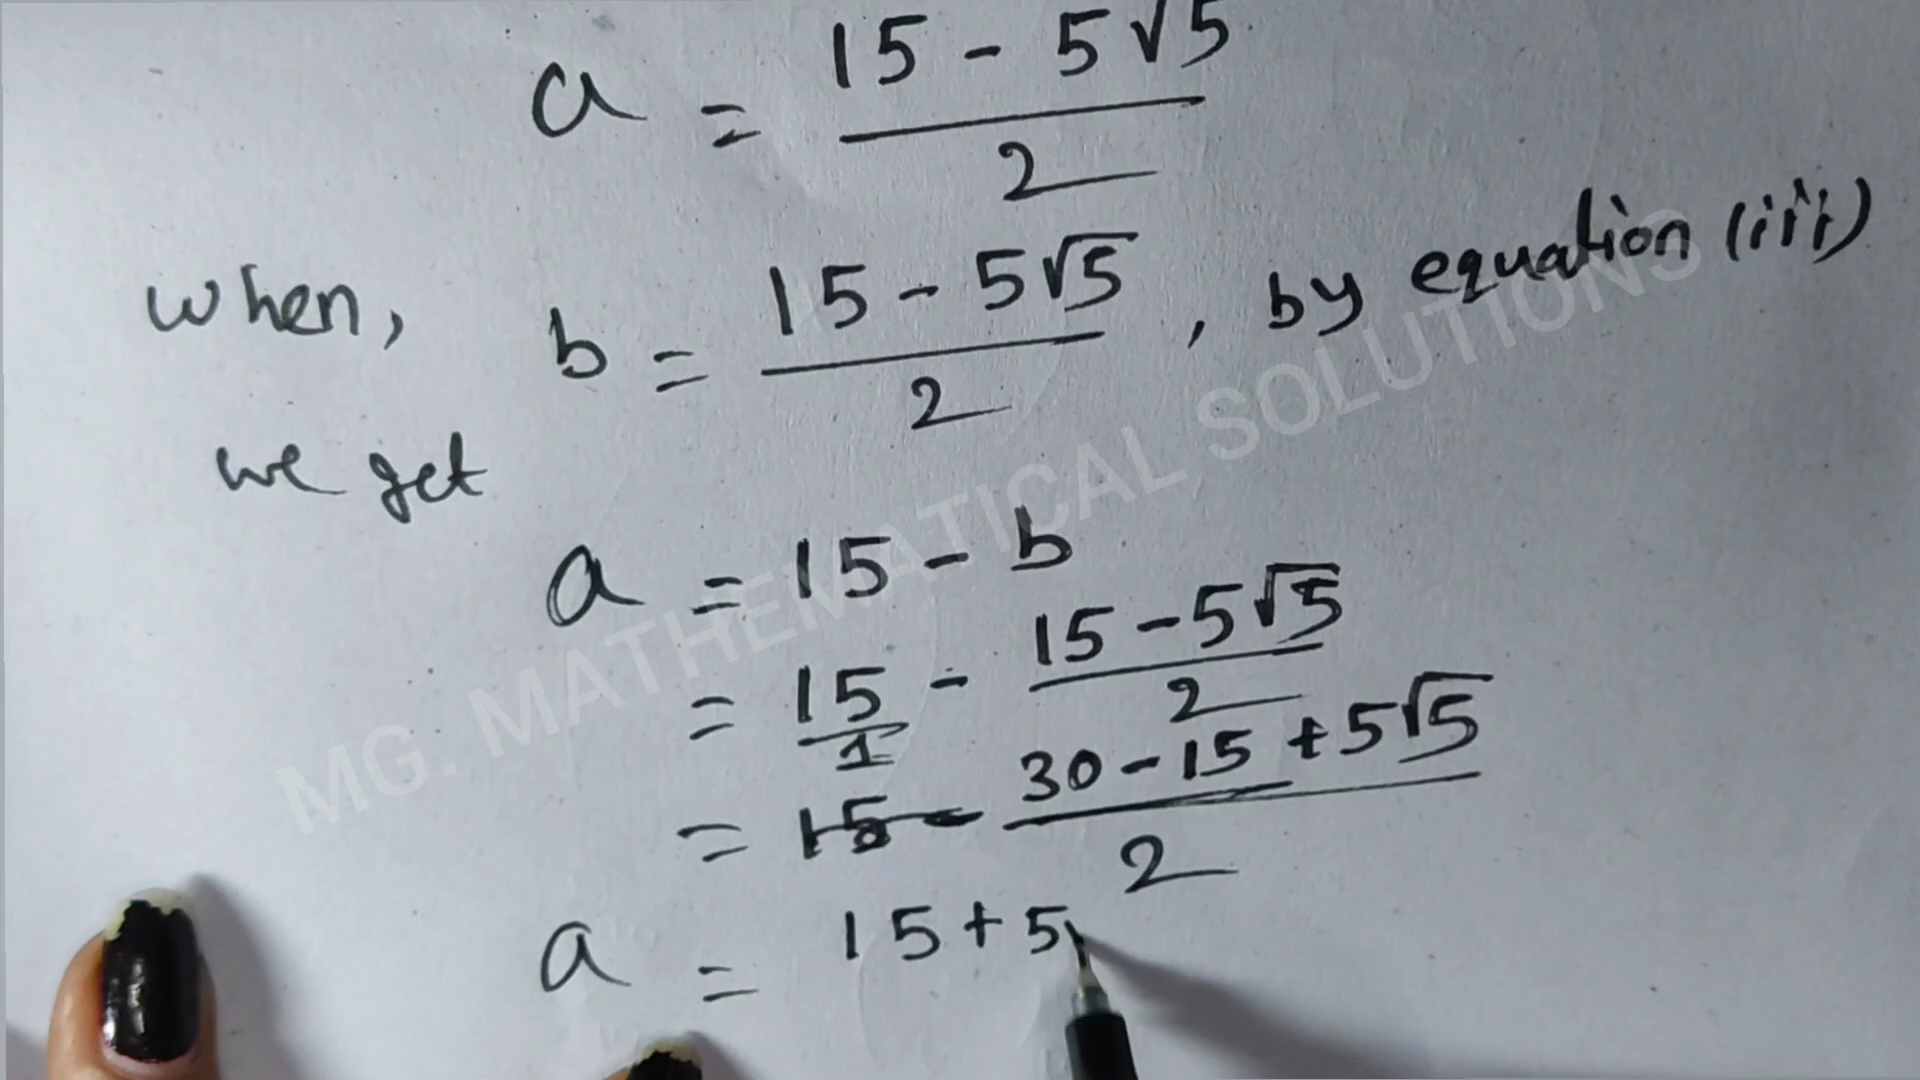 a = 15 - 5√5 / 2
when, b = 15 - 5√5 / 2 , by equation (iii)
we get
a = 15 - b
= 15/1 - 15 - 5√5 / 2
= 15 - 30 - 15 + 5√5 / 2
a = 15 + 5
MG. MATHEMATICAL SOLUTIONS